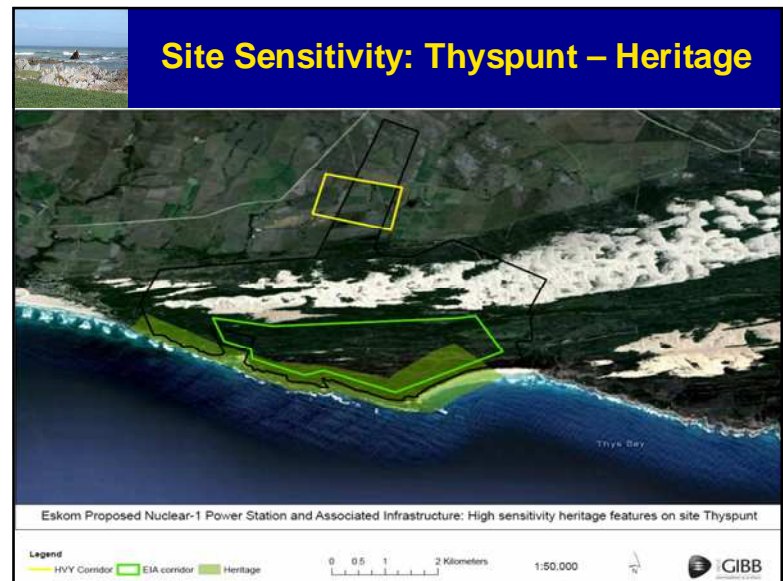 Site Sensitivity: Thyspunt – Heritage
Thys Bay
Eskom Proposed Nuclear-1 Power Station and Associated Infrastructure: High sensitivity heritage features on site Thyspunt
Legend
HVY Corridor EIA corridor Heritage
0 0.5 1 2 Kilometers
1:50.000
N
GIBB